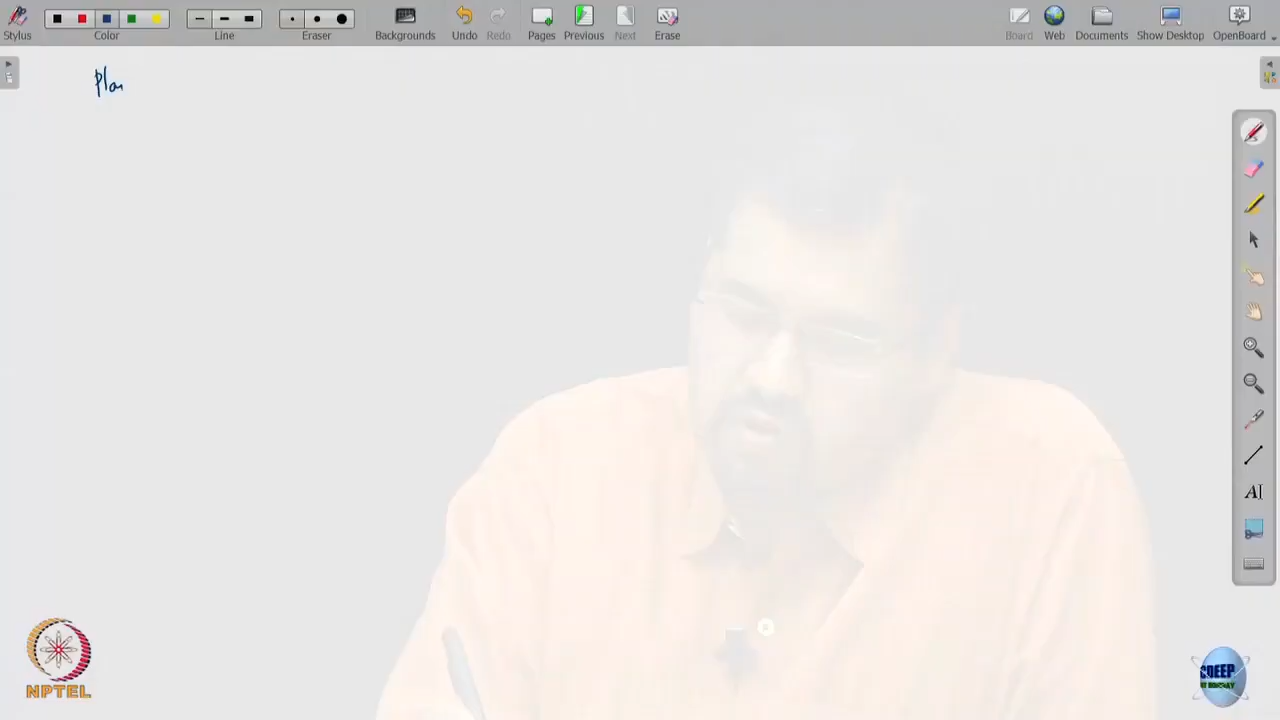 Stylus Color Line Eraser Backgrounds Undo Redo Pages Previous Next Erase Board Web Documents Show Desktop OpenBoard
Pla
NPTEL
CDEEP